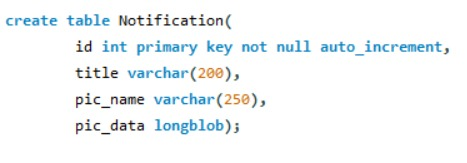 create table Notification(
id int primary key not null auto_increment,
title varchar(200),
pic_name varchar(250),
pic_data longblob);